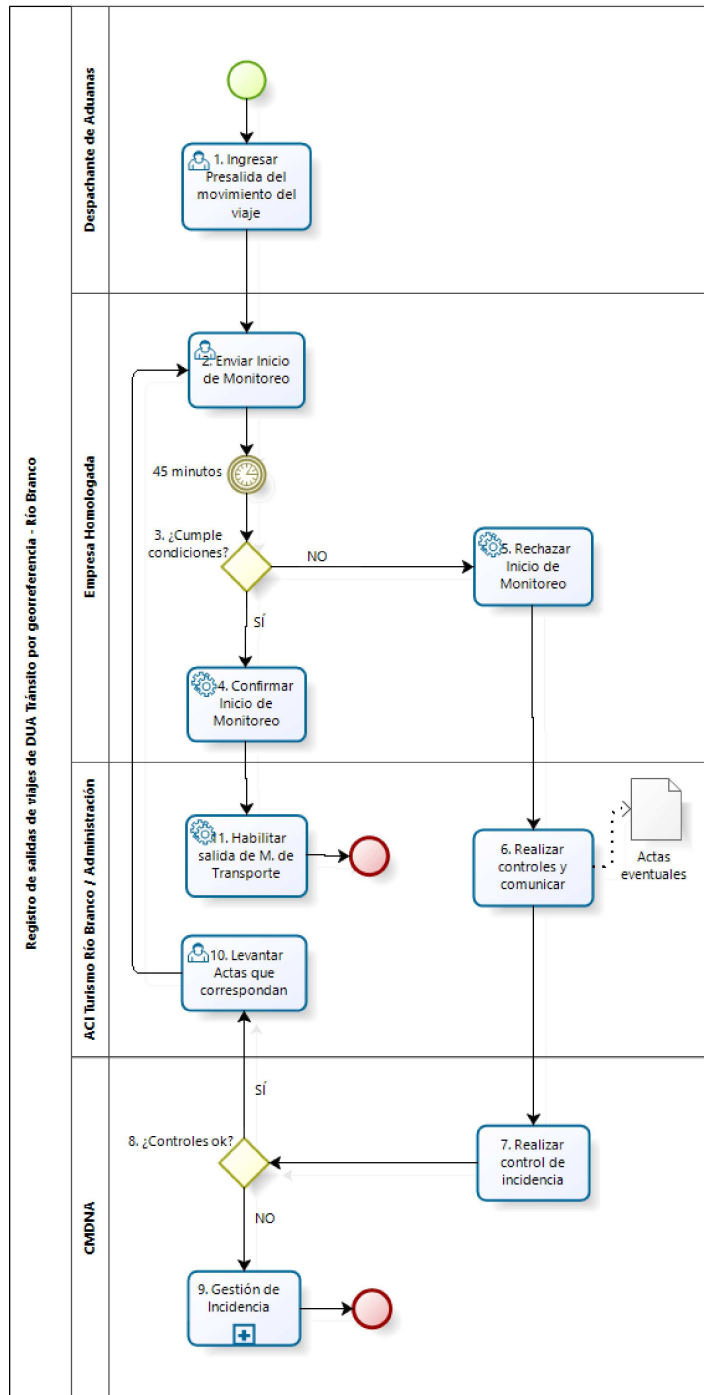 Registro de salidas de viajes de DUA Tránsito por georreferencia - Río Branco
Despachante de Aduanas
1. Ingresar
Presalida del
movimiento del
viaje
Empresa Homologada
2. Enviar Inicio
de Monitoreo
45 minutos
3. ¿Cumple
condiciones?
NO
5. Rechazar
Inicio de
Monitoreo
SÍ
4. Confirmar
Inicio de
Monitoreo
ACI Turismo Río Branco / Administración
11. Habilitar
salida de M. de
Transporte
6. Realizar
controles y
comunicar
Actas
eventuales
10. Levantar
Actas que
correspondan
CMDNA
SÍ
8. ¿Controles ok?
7. Realizar
control de
incidencia
NO
9. Gestión de
Incidencia